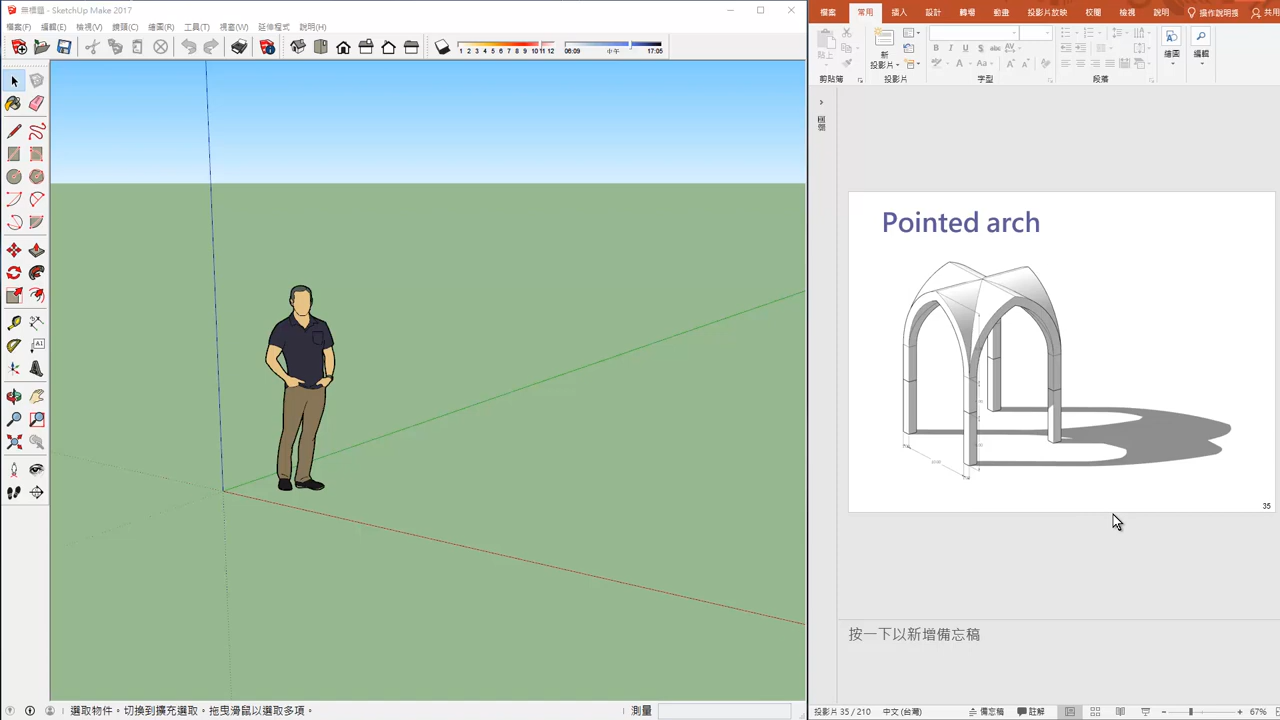 無標題 - SketchUp Make 2017
檔案(F) 編輯(E) 檢視(V) 鏡頭(C) 繪圖(R) 工具(T) 視窗(W) 延伸程式 說明(H)
1 2 3 4 5 6 7 8 9 10 11 12 06:09 中午 17:05
選取物件。切換到擴充選取。拖曳滑鼠以選取多項。
測量
檔案 常用 插入 設計 轉場 動畫 投影片放映 校閱 檢視 說明 操作說明搜 共用
貼上 新 投影片 繪圖 編輯
剪貼簿 投影片 字型 段落
Pointed arch
35
按一下以新增備忘稿
投影片 35 / 210 中文 (台灣) 備忘稿 註解 67%